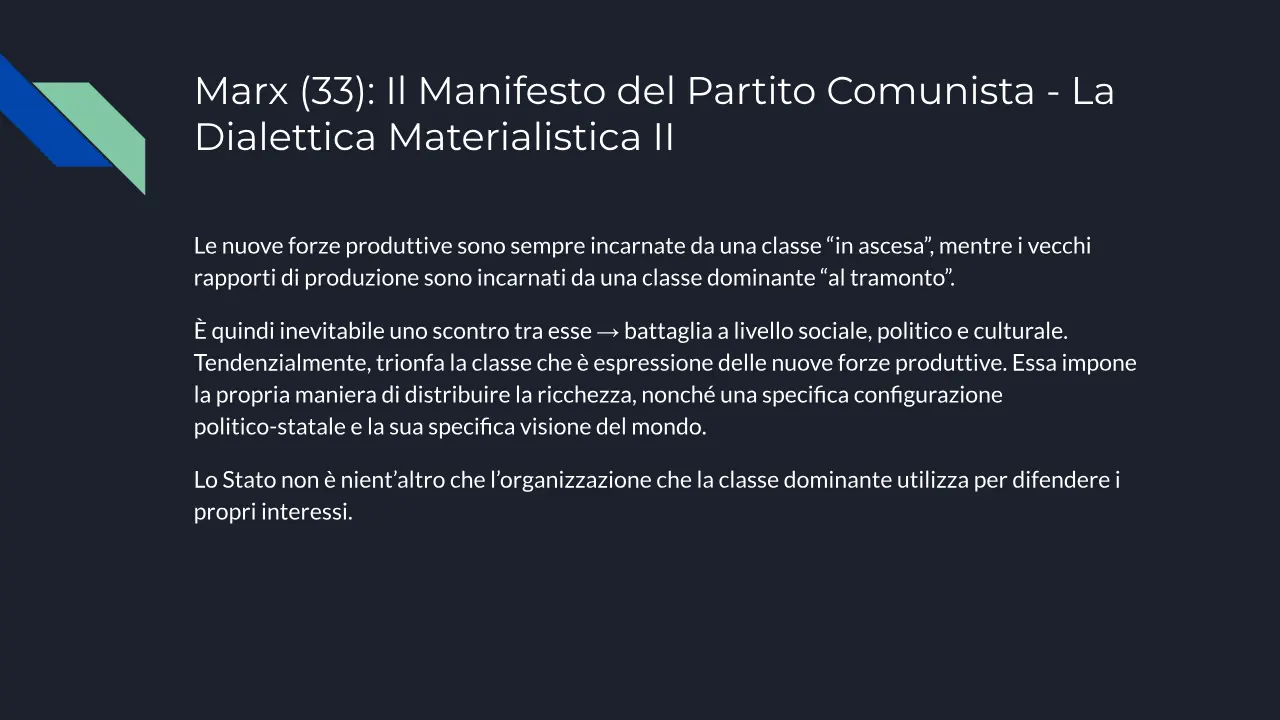 Marx (33): Il Manifesto del Partito Comunista - La
Dialettica Materialistica II
Le nuove forze produttive sono sempre incarnate da una classe “in ascesa”, mentre i vecchi
rapporti di produzione sono incarnati da una classe dominante “al tramonto”.
È quindi inevitabile uno scontro tra esse → battaglia a livello sociale, politico e culturale.
Tendenzialmente, trionfa la classe che è espressione delle nuove forze produttive. Essa impone
la propria maniera di distribuire la ricchezza, nonché una specifica configurazione
politico-statale e la sua specifica visione del mondo.
Lo Stato non è nient’altro che l’organizzazione che la classe dominante utilizza per difendere i
propri interessi.